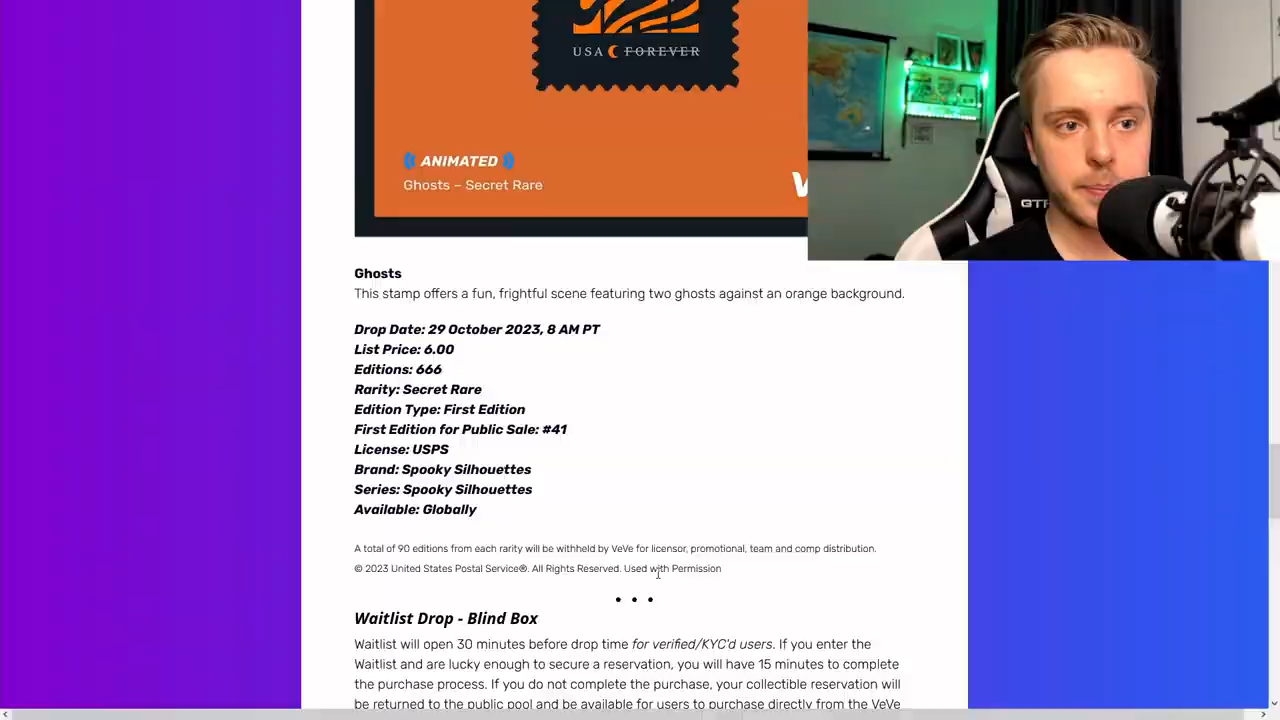 USA FOREVER
ANIMATED
Ghosts – Secret Rare
GT
Ghosts
This stamp offers a fun, frightful scene featuring two ghosts against an orange background.
Drop Date: 29 October 2023, 8 AM PT
List Price: 6.00
Editions: 666
Rarity: Secret Rare
Edition Type: First Edition
First Edition for Public Sale: #41
License: USPS
Brand: Spooky Silhouettes
Series: Spooky Silhouettes
Available: Globally
A total of 90 editions from each rarity will be withheld by VeVe for licensor, promotional, team and comp distribution.
© 2023 United States Postal Service®. All Rights Reserved. Used with Permission
• • •
Waitlist Drop - Blind Box
Waitlist will open 30 minutes before drop time for verified/KYC'd users. If you enter the
Waitlist and are lucky enough to secure a reservation, you will have 15 minutes to complete
the purchase process. If you do not complete the purchase, your collectible reservation will
be returned to the public pool and be available for users to purchase directly from the VeVe